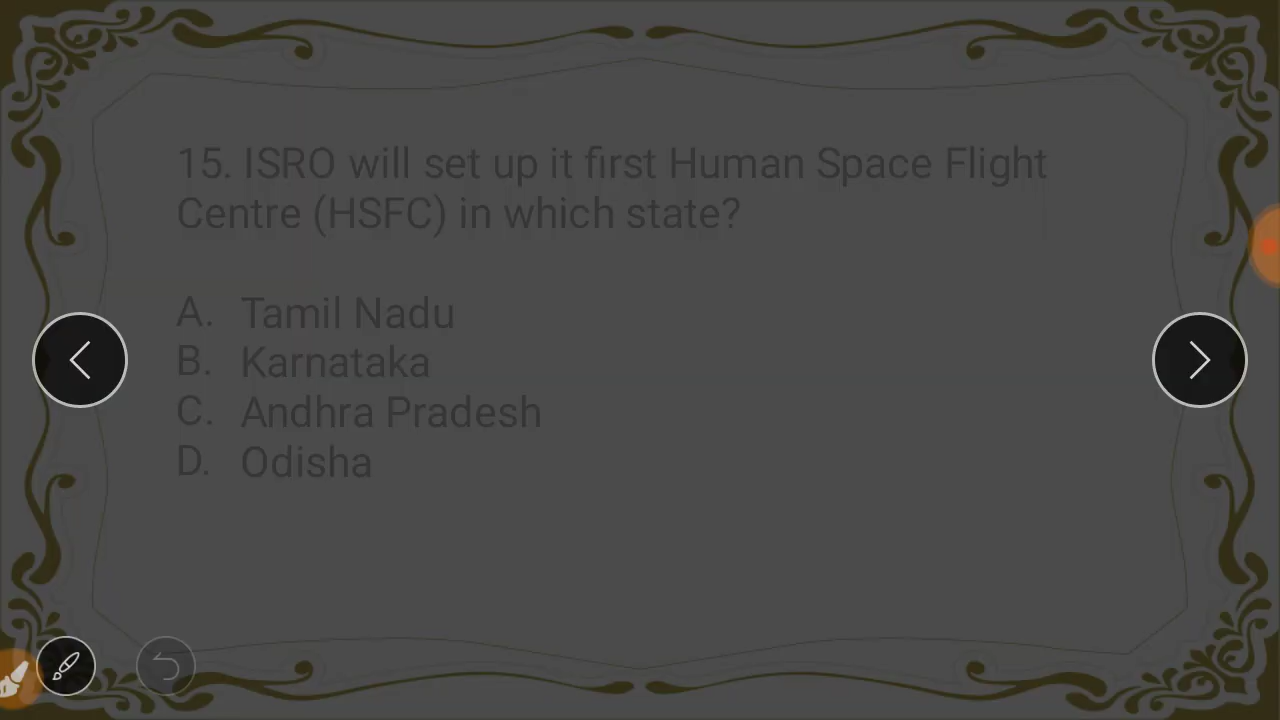 15. ISRO will set up it first Human Space Flight
Centre (HSFC) in which state?
A. Tamil Nadu
B. Karnataka
C. Andhra Pradesh
D. Odisha